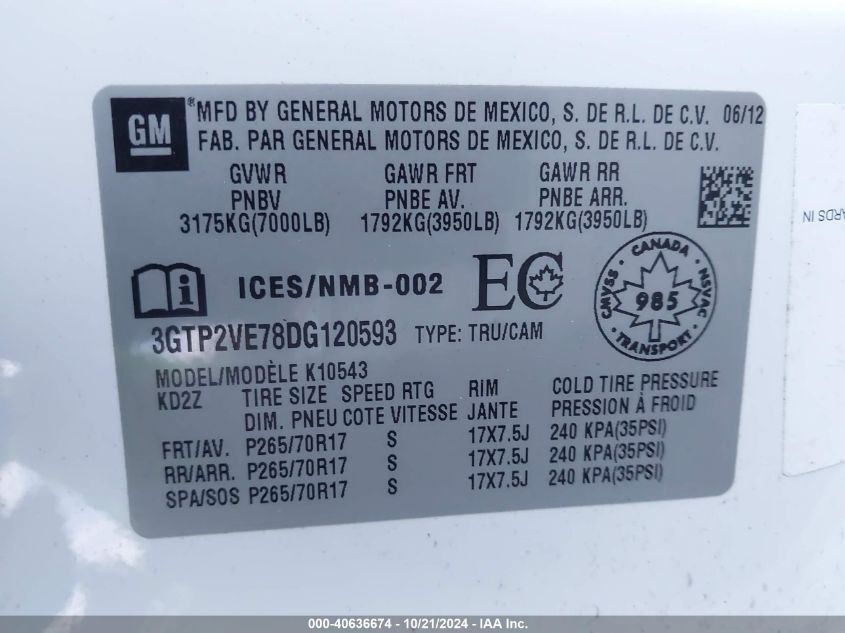 GM ® MFD BY GENERAL MOTORS DE MEXICO, S. DE R.L. DE C.V. 06/12
FAB. PAR GENERAL MOTORS DE MEXICO, S. DE R.L. DE C.V.
GVWR GAWR FRT GAWR RR
PNBV PNBE AV. PNBE ARR.
3175KG(7000LB) 1792KG(3950LB) 1792KG(3950LB)
ICES/NMB-002 EC
CANADA
CMVSS 985 NSVAC
TRANSPORT
3GTP2VE78DG120593 TYPE: TRU/CAM
MODEL/MODÈLE K10543
KD2Z TIRE SIZE SPEED RTG RIM COLD TIRE PRESSURE
DIM. PNEU COTE VITESSE JANTE PRESSION À FROID
FRT/AV. P265/70R17 S 17X7.5J 240 KPA(35PSI)
RR/ARR. P265/70R17 S 17X7.5J 240 KPA(35PSI)
SPA/SOS P265/70R17 S 17X7.5J 240 KPA(35PSI)
000-40636674 - 10/21/2024 - IAA Inc.